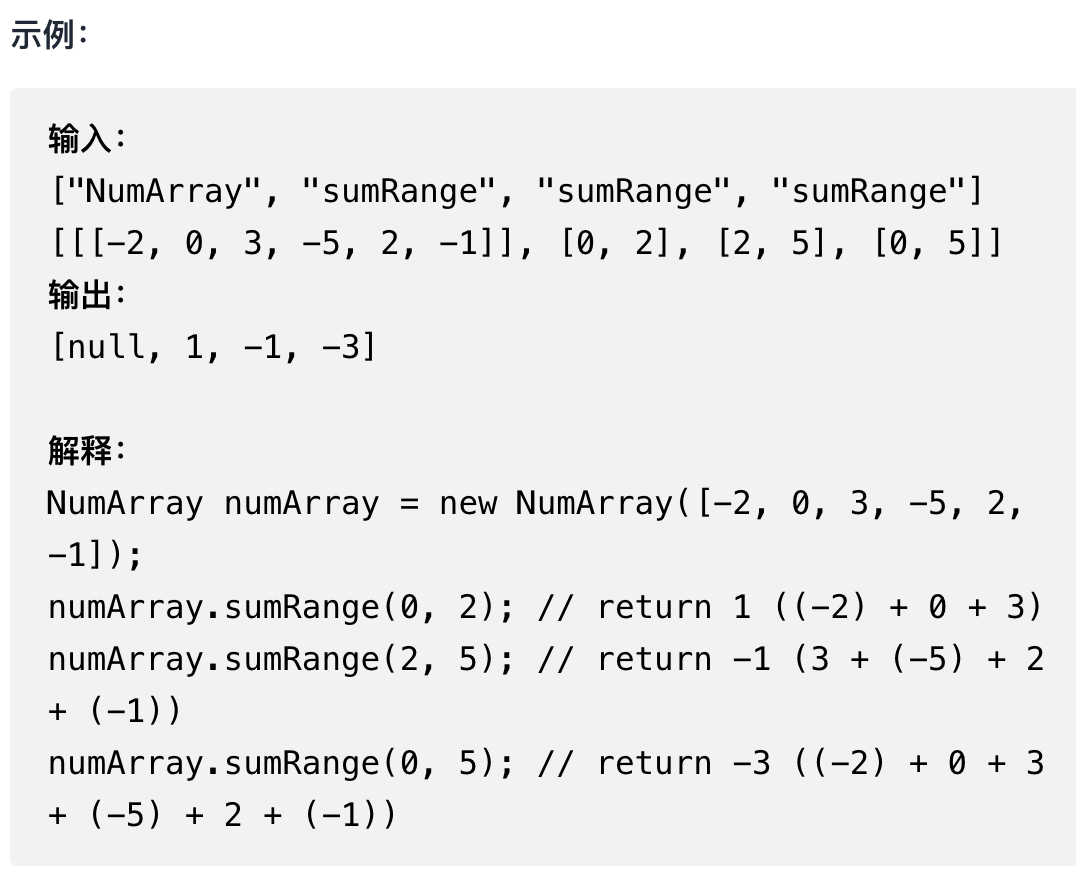 示例：
输入：
["NumArray", "sumRange", "sumRange", "sumRange"]
[[[-2, 0, 3, -5, 2, -1]], [0, 2], [2, 5], [0, 5]]
输出：
[null, 1, -1, -3]
解释：
NumArray numArray = new NumArray([-2, 0, 3, -5, 2,
-1]);
numArray.sumRange(0, 2); // return 1 ((-2) + 0 + 3)
numArray.sumRange(2, 5); // return -1 (3 + (-5) + 2
+ (-1))
numArray.sumRange(0, 5); // return -3 ((-2) + 0 + 3
+ (-5) + 2 + (-1))